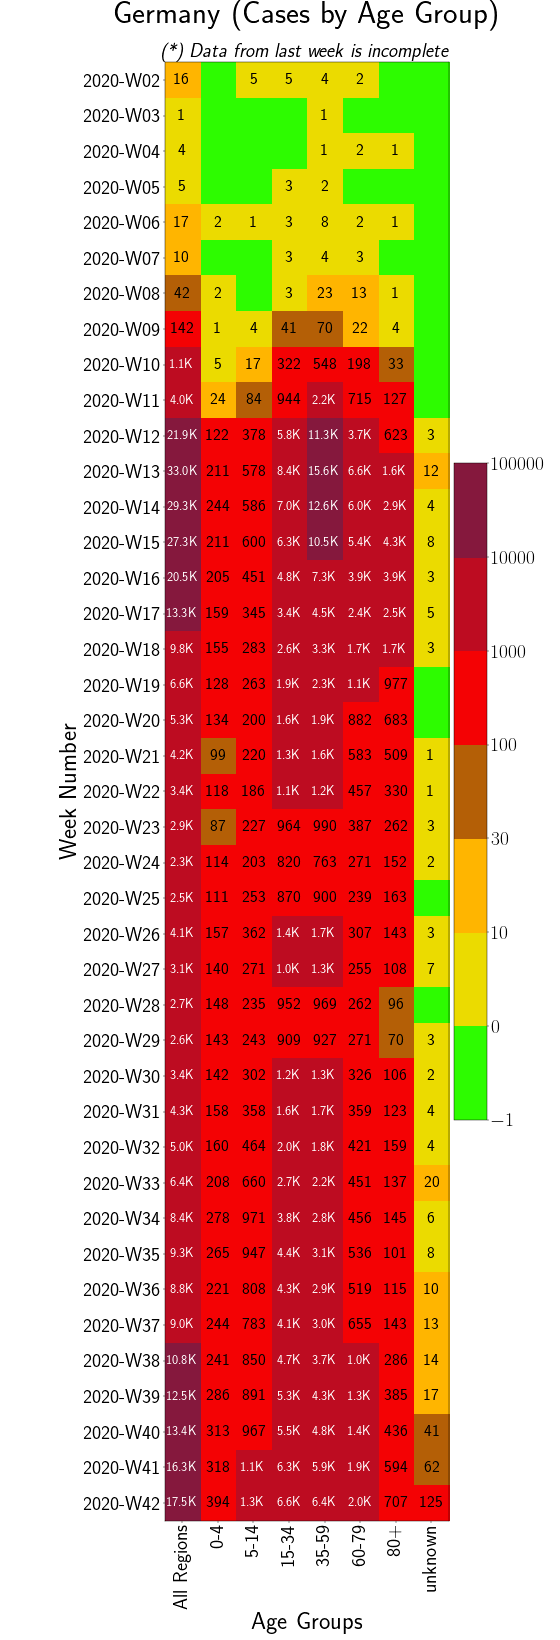 Germany (Cases by Age Group)
(*) Data from last week is incomplete
2020-W02 16 5 5 4 2
2020-W03 1 1
2020-W04 4 1 2 1
2020-W05 5 3 2
2020-W06 17 2 1 3 8 2 1
2020-W07 10 3 4 3
2020-W08 42 2 3 23 13 1
2020-W09 142 1 4 41 70 22 4
2020-W10 1.1K 5 17 322 548 198 33
2020-W11 4.0K 24 84 944 2.2K 715 127
2020-W12 21.9K 122 378 5.8K 11.3K 3.7K 623 3
2020-W13 33.0K 211 578 8.4K 15.6K 6.6K 1.6K 12
2020-W14 29.3K 244 586 7.0K 12.6K 6.0K 2.9K 4
2020-W15 27.3K 211 600 6.3K 10.5K 5.4K 4.3K 8
2020-W16 20.5K 205 451 4.8K 7.3K 3.9K 3.9K 3
2020-W17 13.3K 159 345 3.4K 4.5K 2.4K 2.5K 5
2020-W18 9.8K 155 283 2.6K 3.3K 1.7K 1.7K 3
2020-W19 6.6K 128 263 1.9K 2.3K 1.1K 977
2020-W20 5.3K 134 200 1.6K 1.9K 882 683
2020-W21 4.2K 99 220 1.3K 1.6K 583 509 1
2020-W22 3.4K 118 186 1.1K 1.2K 457 330 1
2020-W23 2.9K 87 227 964 990 387 262 3
2020-W24 2.3K 114 203 820 763 271 152 2
2020-W25 2.5K 111 253 870 900 239 163
2020-W26 4.1K 157 362 1.4K 1.7K 307 143 3
2020-W27 3.1K 140 271 1.0K 1.3K 255 108 7
2020-W28 2.7K 148 235 952 969 262 96
2020-W29 2.6K 143 243 909 927 271 70 3
2020-W30 3.4K 142 302 1.2K 1.3K 326 106 2
2020-W31 4.3K 158 358 1.6K 1.7K 359 123 4
2020-W32 5.0K 160 464 2.0K 1.8K 421 159 4
2020-W33 6.4K 208 660 2.7K 2.2K 451 137 20
2020-W34 8.4K 278 971 3.8K 2.8K 456 145 6
2020-W35 9.3K 265 947 4.4K 3.1K 536 101 8
2020-W36 8.8K 221 808 4.3K 2.9K 519 115 10
2020-W37 9.0K 244 783 4.1K 3.0K 655 143 13
2020-W38 10.8K 241 850 4.7K 3.7K 1.0K 286 14
2020-W39 12.5K 286 891 5.3K 4.3K 1.3K 385 17
2020-W40 13.4K 313 967 5.5K 4.8K 1.4K 436 41
2020-W41 16.3K 318 1.1K 6.3K 5.9K 1.9K 594 62
2020-W42 17.5K 394 1.3K 6.6K 6.4K 2.0K 707 125
All Regions 0-4 5-14 15-34 35-59 60-79 80+ unknown
Age Groups
Week Number
100000
10000
1000
100
30
10
0
−1